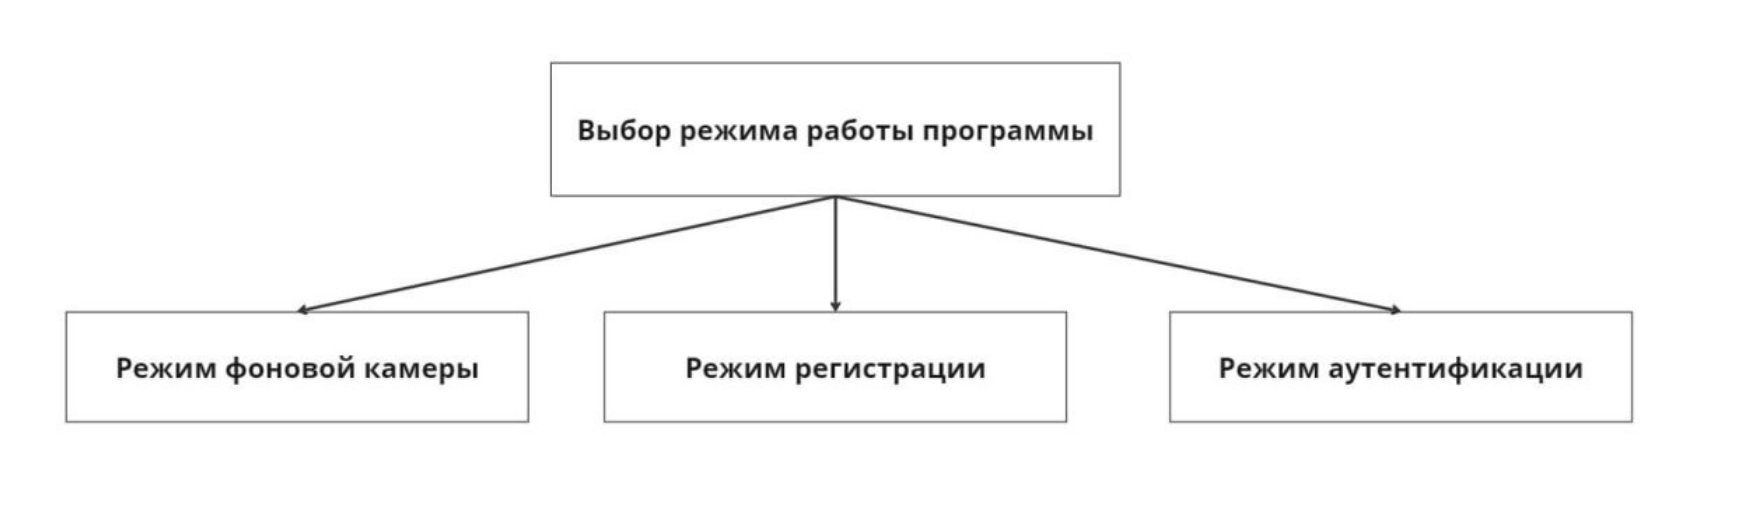 Выбор режима работы программы
Режим фоновой камеры
Режим регистрации
Режим аутентификации